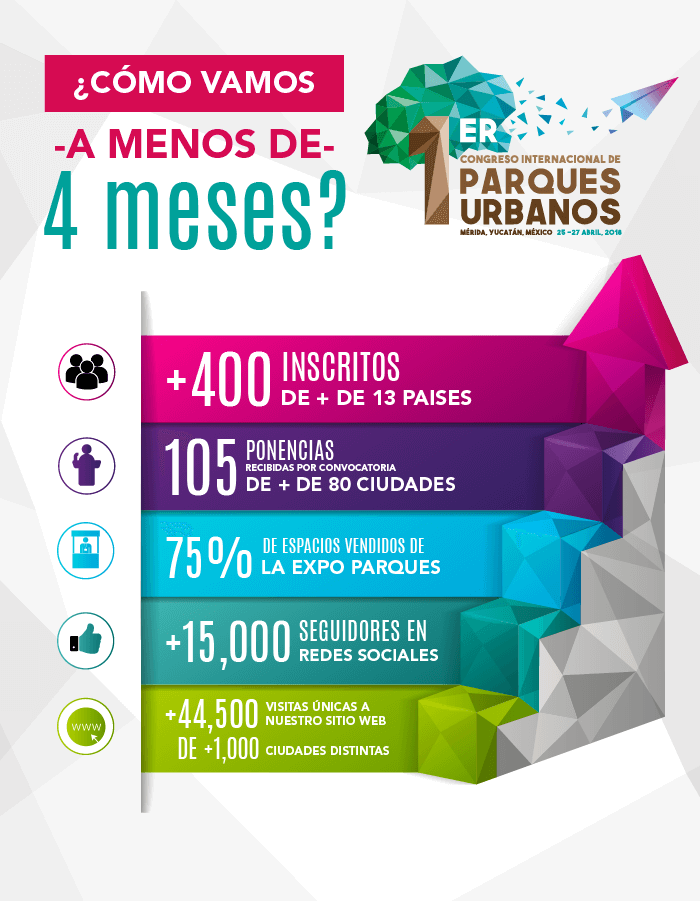 ¿CÓMO VAMOS
-A MENOS DE-
4 meses?
1ER
CONGRESO INTERNACIONAL DE
PARQUES
URBANOS
MÉRIDA, YUCATÁN, MÉXICO 25 -27 ABRIL, 2018
+400 INSCRITOS
DE + DE 13 PAISES
105 PONENCIAS
RECIBIDAS POR CONVOCATORIA
DE + DE 80 CIUDADES
75% DE ESPACIOS VENDIDOS DE
LA EXPO PARQUES
+15,000 SEGUIDORES EN
REDES SOCIALES
www
+44,500 VISITAS ÚNICAS A
NUESTRO SITIO WEB
DE +1,000 CIUDADES DISTINTAS